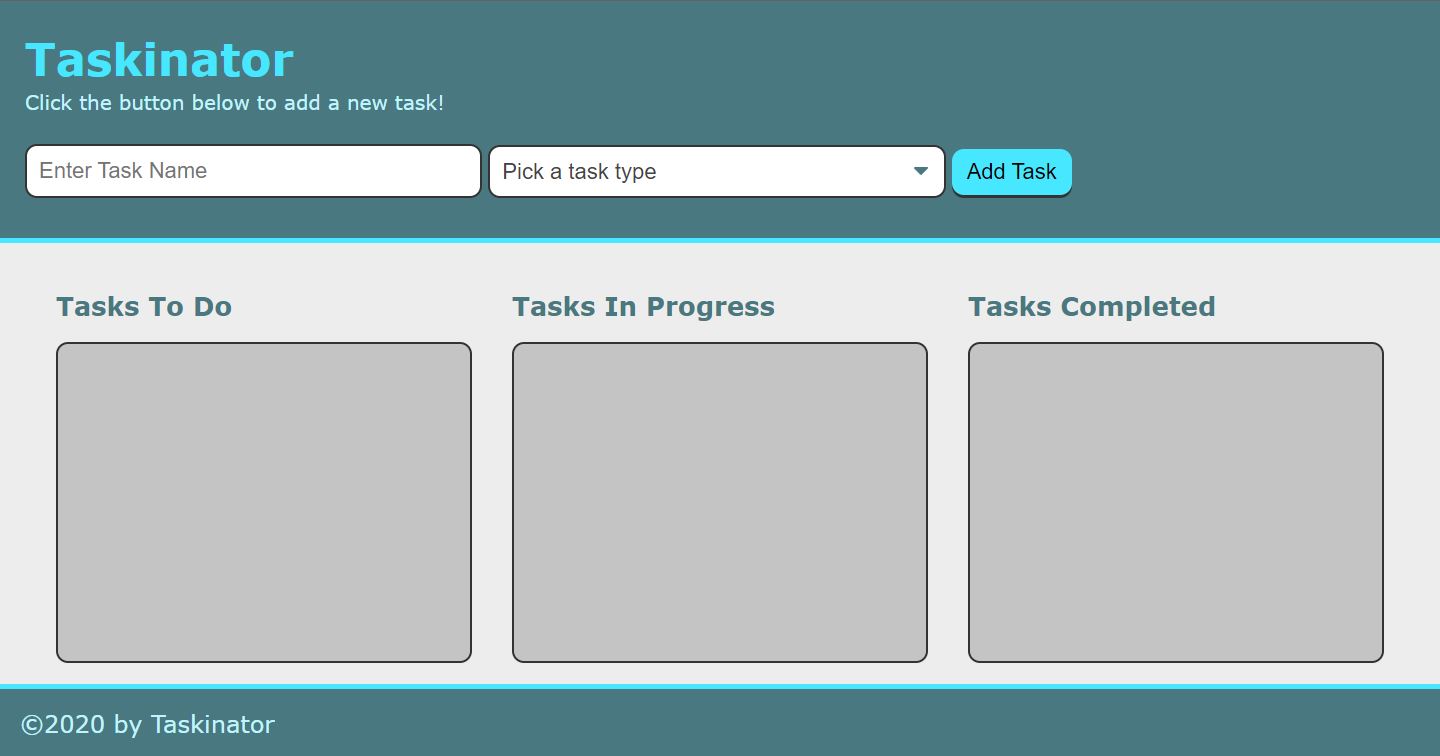 Taskinator
Click the button below to add a new task!
Enter Task Name
Pick a task type
Add Task
Tasks To Do
Tasks In Progress
Tasks Completed
©2020 by Taskinator